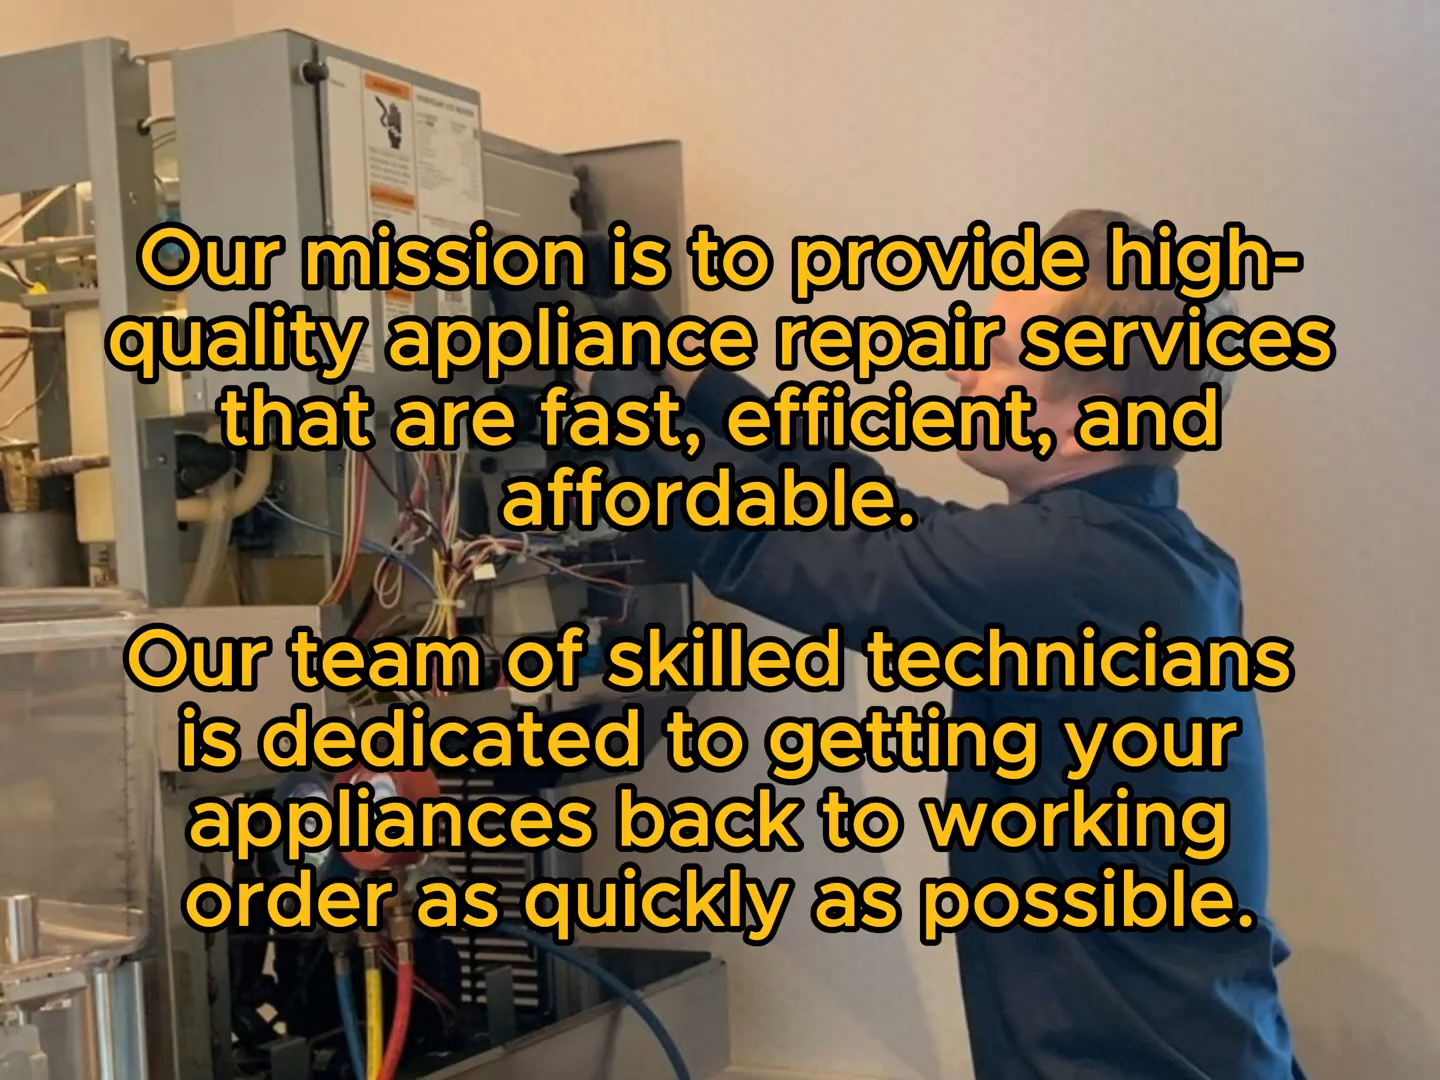 Our mission is to provide high-
quality appliance repair services
that are fast, efficient, and
affordable.
Our team of skilled technicians
is dedicated to getting your
appliances back to working
order as quickly as possible.